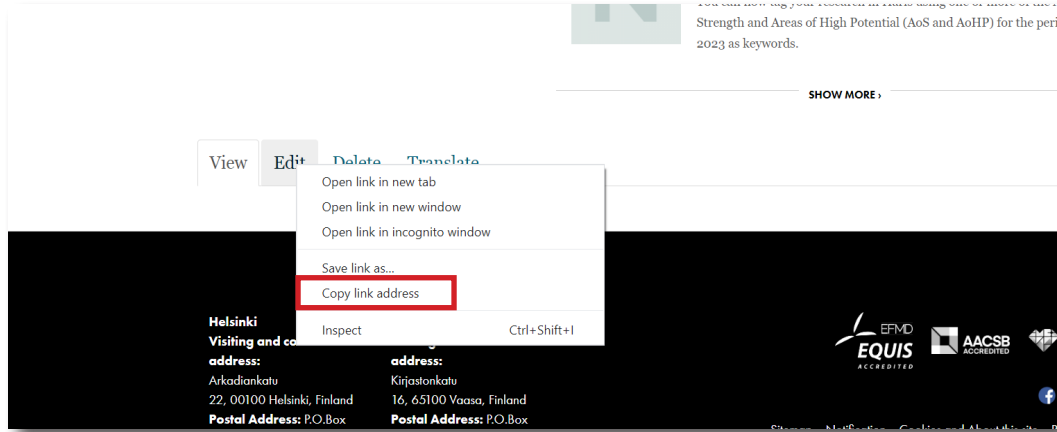 Strength and Areas of High Potential (AoS and AoHP) for the
2023 as keywords.
SHOW MORE ›
View Edit Delete Translate
Open link in new tab
Open link in new window
Open link in incognito window
Save link as...
Copy link address
Inspect Ctrl+Shift+I
Helsinki
Visiting and
address:
Arkadiankatu
22, 00100 Helsinki, Finland
Postal Address: P.O.Box
address:
Kirjastonkatu
16, 65100 Vaasa, Finland
Postal Address: P.O.Box
EFMD
EQUIS
ACCREDITED
AACSB
ACCREDITED